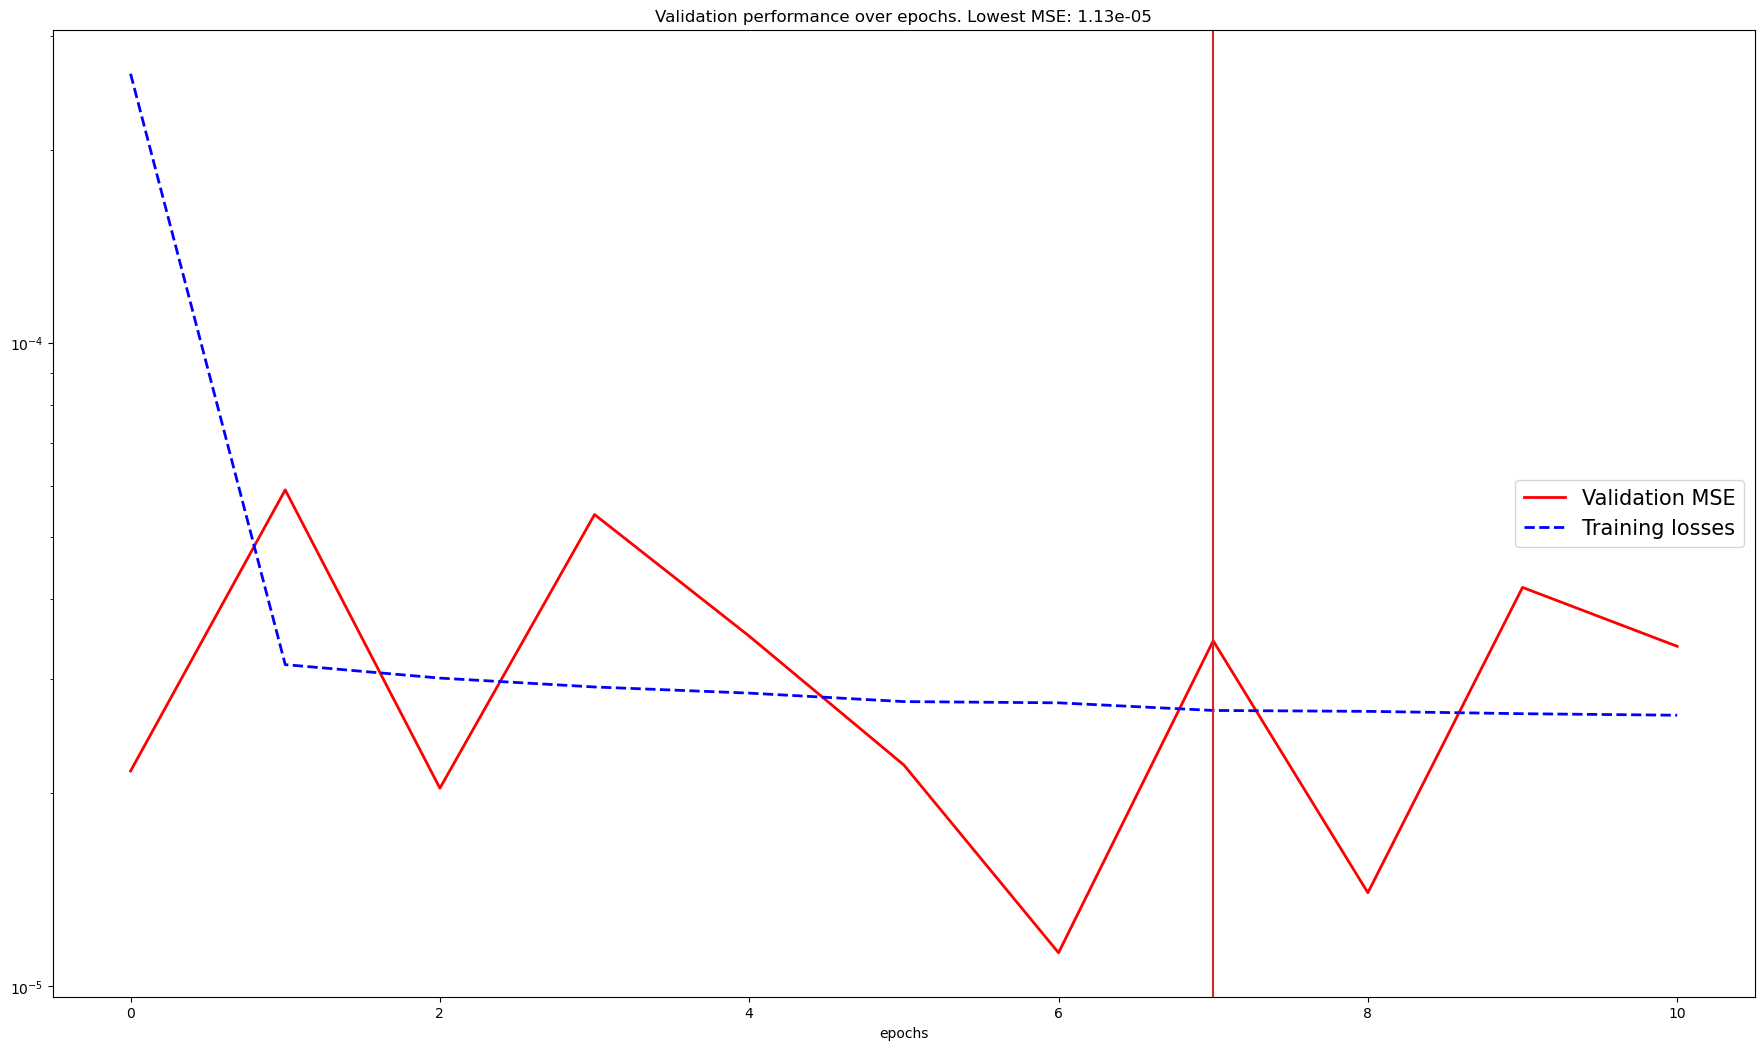 Validation performance over epochs. Lowest MSE: 1.13e-05
10⁻⁴
Validation MSE
Training losses
10⁻⁵
0 2 4 6 8 10
epochs